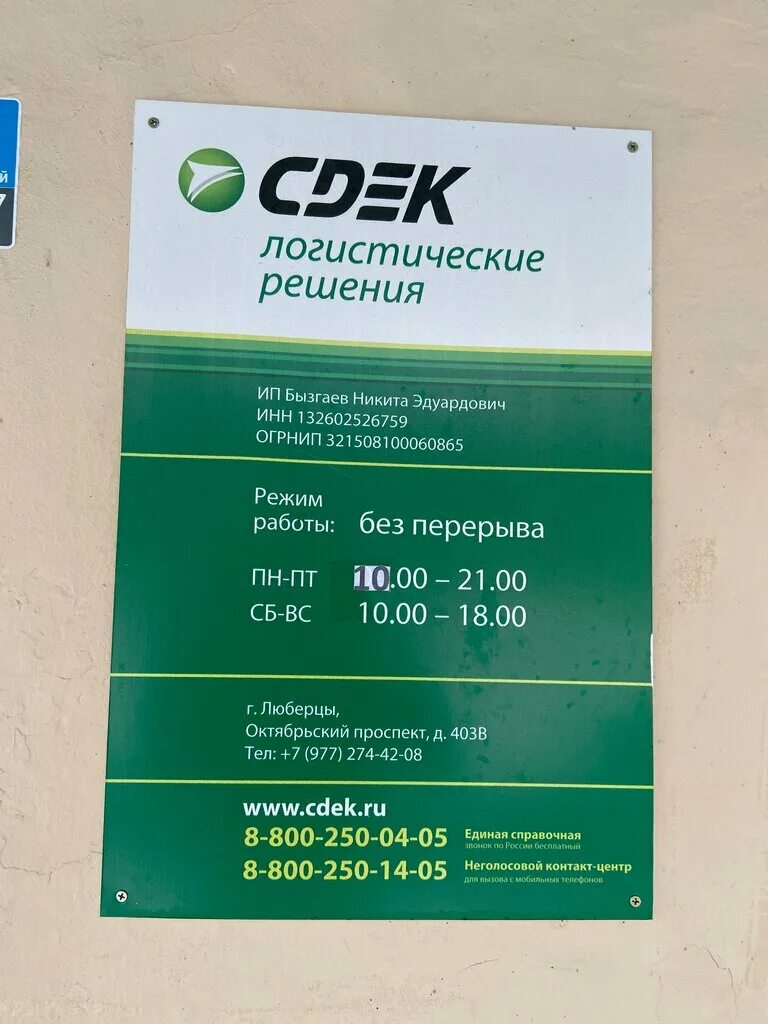 CDEK
логистические
решения
ИП Бызгаев Никита Эдуардович
ИНН 132602526759
ОГРНИП 321508100060865
Режим
работы: без перерыва
ПН-ПТ 10.00 – 21.00
СБ-ВС 10.00 – 18.00
г. Люберцы,
Октябрьский проспект, д. 403В
Тел: +7 (977) 274-42-08
www.cdek.ru
8-800-250-04-05 Единая справочная
звонок по России бесплатный
8-800-250-14-05 Неголосовой контакт-центр
для вызова с мобильных телефонов
й
7